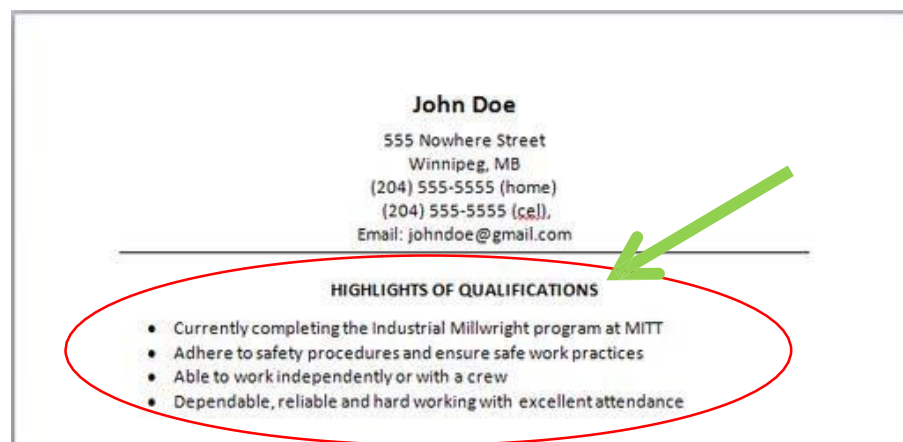 John Doe
555 Nowhere Street
Winnipeg, MB
(204) 555-5555 (home)
(204) 555-5555 (cel),
Email: johndoe@gmail.com
HIGHLIGHTS OF QUALIFICATIONS
• Currently completing the Industrial Millwright program at MITT
• Adhere to safety procedures and ensure safe work practices
• Able to work independently or with a crew
• Dependable, reliable and hard working with excellent attendance